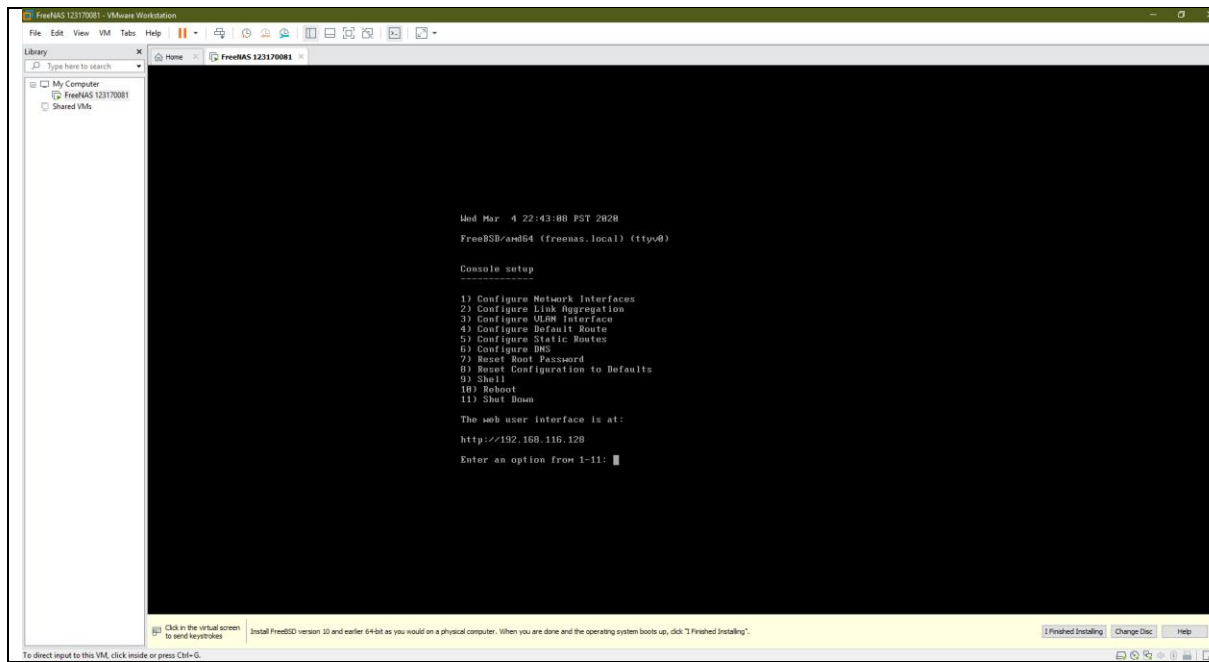 FreeNAS 123170081 - VMware Workstation
File Edit View VM Tabs Help
Library
Type here to search
My Computer
FreeNAS 123170081
Shared VMs
Home
FreeNAS 123170081
Wed Mar 4 22:43:08 PST 2020
FreeBSD/amd64 (freenas.local) (ttyv0)
Console setup
-------------
1) Configure Network Interfaces
2) Configure Link Aggregation
3) Configure VLAN Interface
4) Configure Default Route
5) Configure Static Routes
6) Configure DNS
7) Reset Root Password
8) Reset Configuration to Defaults
9) Shell
10) Reboot
11) Shut Down
The web user interface is at:
http://192.168.116.128
Enter an option from 1-11:
Click in the virtual screen
to send keystrokes
Install FreeBSD version 10 and earlier 64-bit as you would on a physical computer. When you are done and the operating system boots up, click "I Finished Installing".
I Finished Installing
Change Disc
Help
To direct input to this VM, click inside or press Ctrl+G.